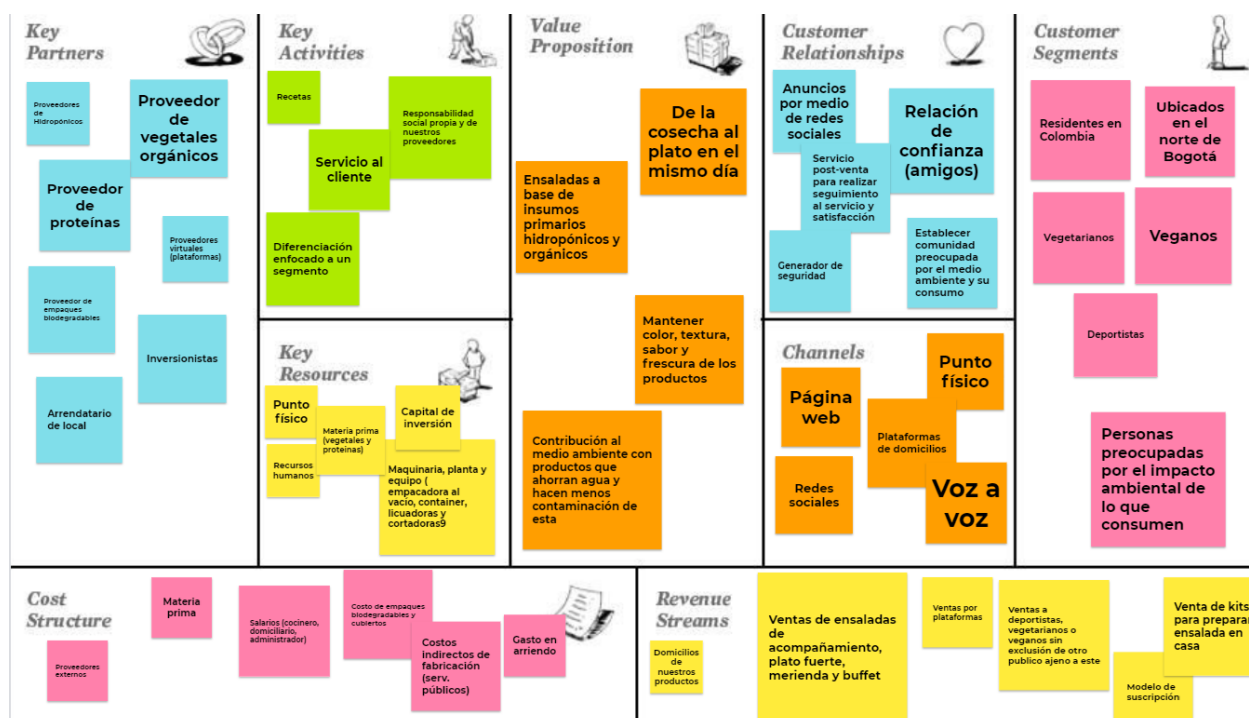 Key
Partners
Proveedores
de
Hidropónicos
Proveedor
de
vegetales
orgánicos
Proveedor
de
proteínas
Proveedores
virtuales
(plataformas)
Proveedor de
empaques
biodegradables
Inversionistas
Arrendatario
de local
Key
Activities
Recetas
Responsabilidad
social propia y de
nuestros
proveedores
Servicio al
cliente
Diferenciación
enfocado a un
segmento
Key
Resources
Punto
físico
Materia prima
(vegetales y
proteínas)
Capital de
inversión
Recursos
humanos
Maquinaria, planta y
equipo (
empacadora al
vacío, container,
licuadoras y
cortadoras9
Value
Proposition
De la
cosecha al
plato en el
mismo día
Ensaladas a
base de
insumos
primarios
hidropónicos y
orgánicos
Mantener
color, textura,
sabor y
frescura de los
productos
Contribución al
medio ambiente con
productos que
ahorran agua y
hacen menos
contaminación de
esta
Customer
Relationships
Anuncios
por medio
de redes
sociales
Relación
de
confianza
(amigos)
Servicio
post-venta
para realizar
seguimiento
al servicio y
satisfacción
Generador de
seguridad
Establecer
comunidad
preocupada
por el medio
ambiente y su
consumo
Channels
Punto
físico
Página
web
Plataformas
de domicilios
Redes
sociales
Voz a
voz
Customer
Segments
Residentes en
Colombia
Ubicados
en el
norte de
Bogotá
Vegetarianos
Veganos
Deportistas
Personas
preocupadas
por el impacto
ambiental de
lo que
consumen
Cost
Structure
Materia
prima
Proveedores
externos
Salarios (cocinero,
domiciliario,
administrador)
Costo de empaques
biodegradables y
cubiertos
Costos
indirectos de
fabricación
(serv.
públicos)
Gasto en
arriendo
Revenue
Streams
Domicilios
de
nuestros
productos
Ventas de ensaladas
de
acompañamiento,
plato fuerte,
merienda y buffet
Ventas por
plataformas
Ventas a
deportistas,
vegetarianos o
veganos sin
exclusión de otro
publico ajeno a este
Modelo de
suscripción
Venta de kits
para preparar
ensalada en
casa